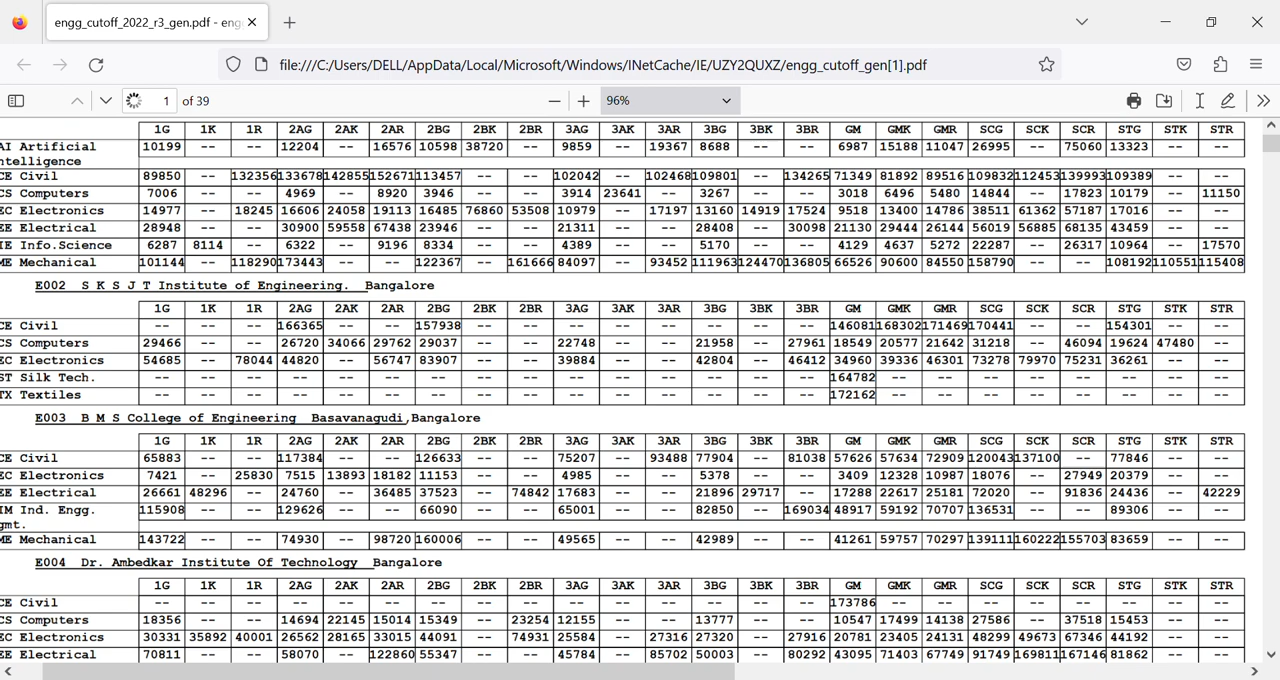 engg_cutoff_2022_r3_gen.pdf - eng
file:///C:/Users/DELL/AppData/Local/Microsoft/Windows/INetCache/IE/UZY2QUXZ/engg_cutoff_gen[1].pdf
1 of 39 96%
1G 1K 1R 2AG 2AK 2AR 2BG 2BK 2BR 3AG 3AK 3AR 3BG 3BK 3BR GM GMK GMR SCG SCK SCR STG STK STR
AI Artificial 10199 -- -- 12204 -- 16576 10598 38720 -- 9859 -- 19367 8688 -- -- 6987 15188 11047 26995 -- 75060 13323 -- --
ntelligence
CE Civil 89850 -- 132356 133678 142855 152671 113457 -- -- 102042 -- 102468 109801 -- 134265 71349 81892 89516 109832 112453 139993 109389 -- --
CS Computers 7006 -- -- 4969 -- 8920 3946 -- -- 3914 23641 -- 3267 -- -- 3018 6496 5480 14844 -- 17823 10179 -- 11150
EC Electronics 14977 -- 18245 16606 24058 19113 16485 76860 53508 10979 -- 17197 13160 14919 17524 9518 13400 14786 38511 61362 57187 17016 -- --
EE Electrical 28948 -- -- 30900 59558 67438 23946 -- -- 21311 -- -- 28408 -- 30098 21130 29444 26144 56019 56885 68135 43459 -- --
IE Info.Science 6287 8114 -- 6322 -- 9196 8334 -- -- 4389 -- -- 5170 -- -- 4129 4637 5272 22287 -- 26317 10964 -- 17570
ME Mechanical 101144 -- 118290 173443 -- -- 122367 -- 161666 84097 -- 93452 111963 124470 136805 66526 90600 84550 158790 -- -- 108192 110551 115408
E002 S K S J T Institute of Engineering. Bangalore
1G 1K 1R 2AG 2AK 2AR 2BG 2BK 2BR 3AG 3AK 3AR 3BG 3BK 3BR GM GMK GMR SCG SCK SCR STG STK STR
CE Civil -- -- -- 166365 -- -- 157938 -- -- -- -- -- -- -- -- 146081 168302 171469 170441 -- -- 154301 -- --
CS Computers 29466 -- -- 26720 34066 29762 29037 -- -- 22748 -- -- 21958 -- 27961 18549 20577 21642 31218 -- 46094 19624 47480 --
EC Electronics 54685 -- 78044 44820 -- 56747 83907 -- -- 39884 -- -- 42804 -- 46412 34960 39336 46301 73278 79970 75231 36261 -- --
ST Silk Tech. -- -- -- -- -- -- -- -- -- -- -- -- -- -- -- 164782 -- -- -- -- -- -- -- --
TX Textiles -- -- -- -- -- -- -- -- -- -- -- -- -- -- -- 172162 -- -- -- -- -- -- -- --
E003 B M S College of Engineering Basavanagudi,Bangalore
1G 1K 1R 2AG 2AK 2AR 2BG 2BK 2BR 3AG 3AK 3AR 3BG 3BK 3BR GM GMK GMR SCG SCK SCR STG STK STR
CE Civil 65883 -- -- 117384 -- -- 126633 -- -- 75207 -- 93488 77904 -- 81038 57626 57634 72909 120043 137100 -- 77846 -- --
EC Electronics 7421 -- 25830 7515 13893 18182 11153 -- -- 4985 -- -- 5378 -- -- 3409 12328 10987 18076 -- 27949 20379 -- --
EE Electrical 26661 48296 -- 24760 -- 36485 37523 -- 74842 17683 -- -- 21896 29717 -- 17288 22617 25181 72020 -- 91836 24436 -- 42229
IM Ind. Engg. 115908 -- -- 129626 -- -- 66090 -- -- 65001 -- -- 82850 -- 169034 48917 59192 70707 136531 -- -- 89306 -- --
gmt.
ME Mechanical 143722 -- -- 74930 -- 98720 160006 -- -- 49565 -- -- 42989 -- -- 41261 59757 70297 139111 160222 155703 83659 -- --
E004 Dr. Ambedkar Institute Of Technology Bangalore
1G 1K 1R 2AG 2AK 2AR 2BG 2BK 2BR 3AG 3AK 3AR 3BG 3BK 3BR GM GMK GMR SCG SCK SCR STG STK STR
CE Civil -- -- -- -- -- -- -- -- -- -- -- -- -- -- -- 173786 -- -- -- -- -- -- -- --
CS Computers 18356 -- -- 14694 22145 15014 15349 -- 23254 12155 -- -- 13777 -- -- 10547 17499 14138 27586 -- 37518 15453 -- --
EC Electronics 30331 35892 40001 26562 28165 33015 44091 -- 74931 25584 -- 27316 27320 -- 27916 20781 23405 24131 48299 49673 67346 44192 -- --
EE Electrical 70811 -- -- 58070 -- 122860 55347 -- -- 45784 -- 85702 50003 -- 80292 43095 71403 67749 91749 169811 167146 81862 -- --